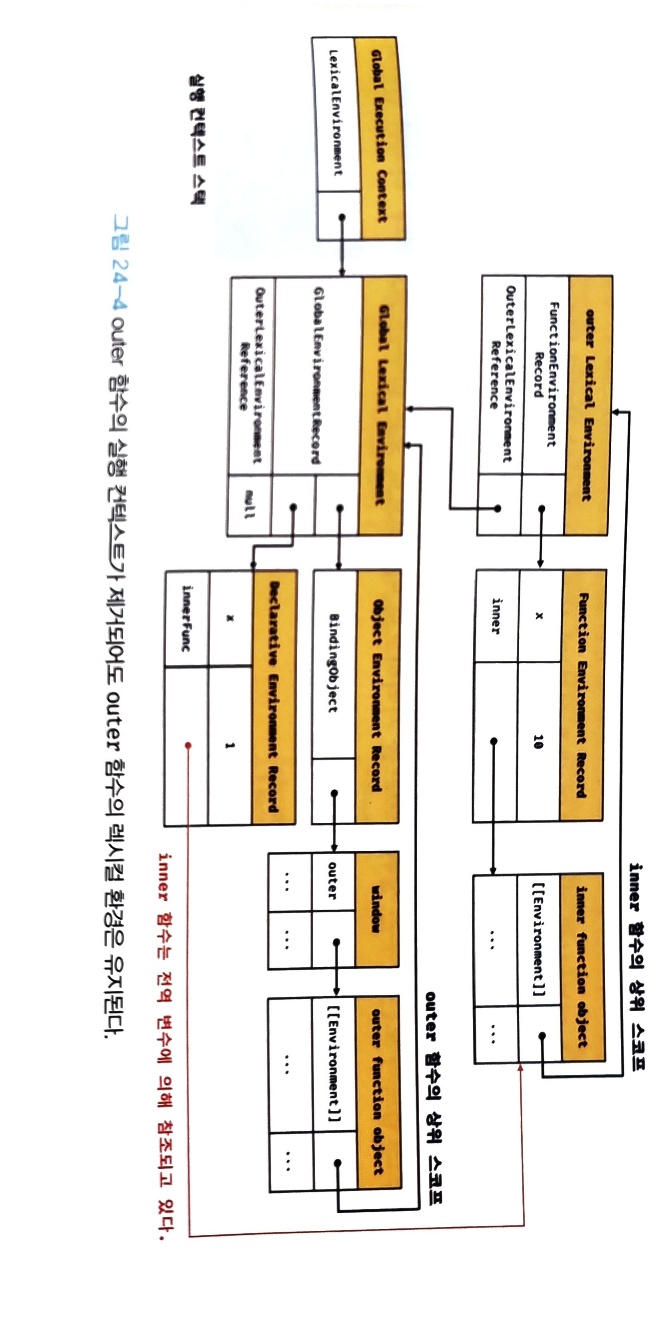 inner 함수의 상위 스코프
outer Lexical Environment
FunctionEnvironment
Record
OuterLexicalEnvironment
Reference
Function Environment Record
x
10
inner
inner function object
[[Environment]]
...
...
outer 함수의 상위 스코프
Global Execution Context
LexicalEnvironment
Global Lexical Environment
GlobalEnvironmentRecord
OuterLexicalEnvironment
Reference
null
Object Environment Record
BindingObject
window
outer
...
...
outer function object
[[Environment]]
...
...
Declarative Environment Record
x
1
innerFunc
실행 컨텍스트 스택
inner 함수는 전역 변수에 의해 참조되고 있다.
그림 24-4 outer 함수의 실행 컨텍스트가 제거되어도 outer 함수의 렉시컬 환경은 유지된다.